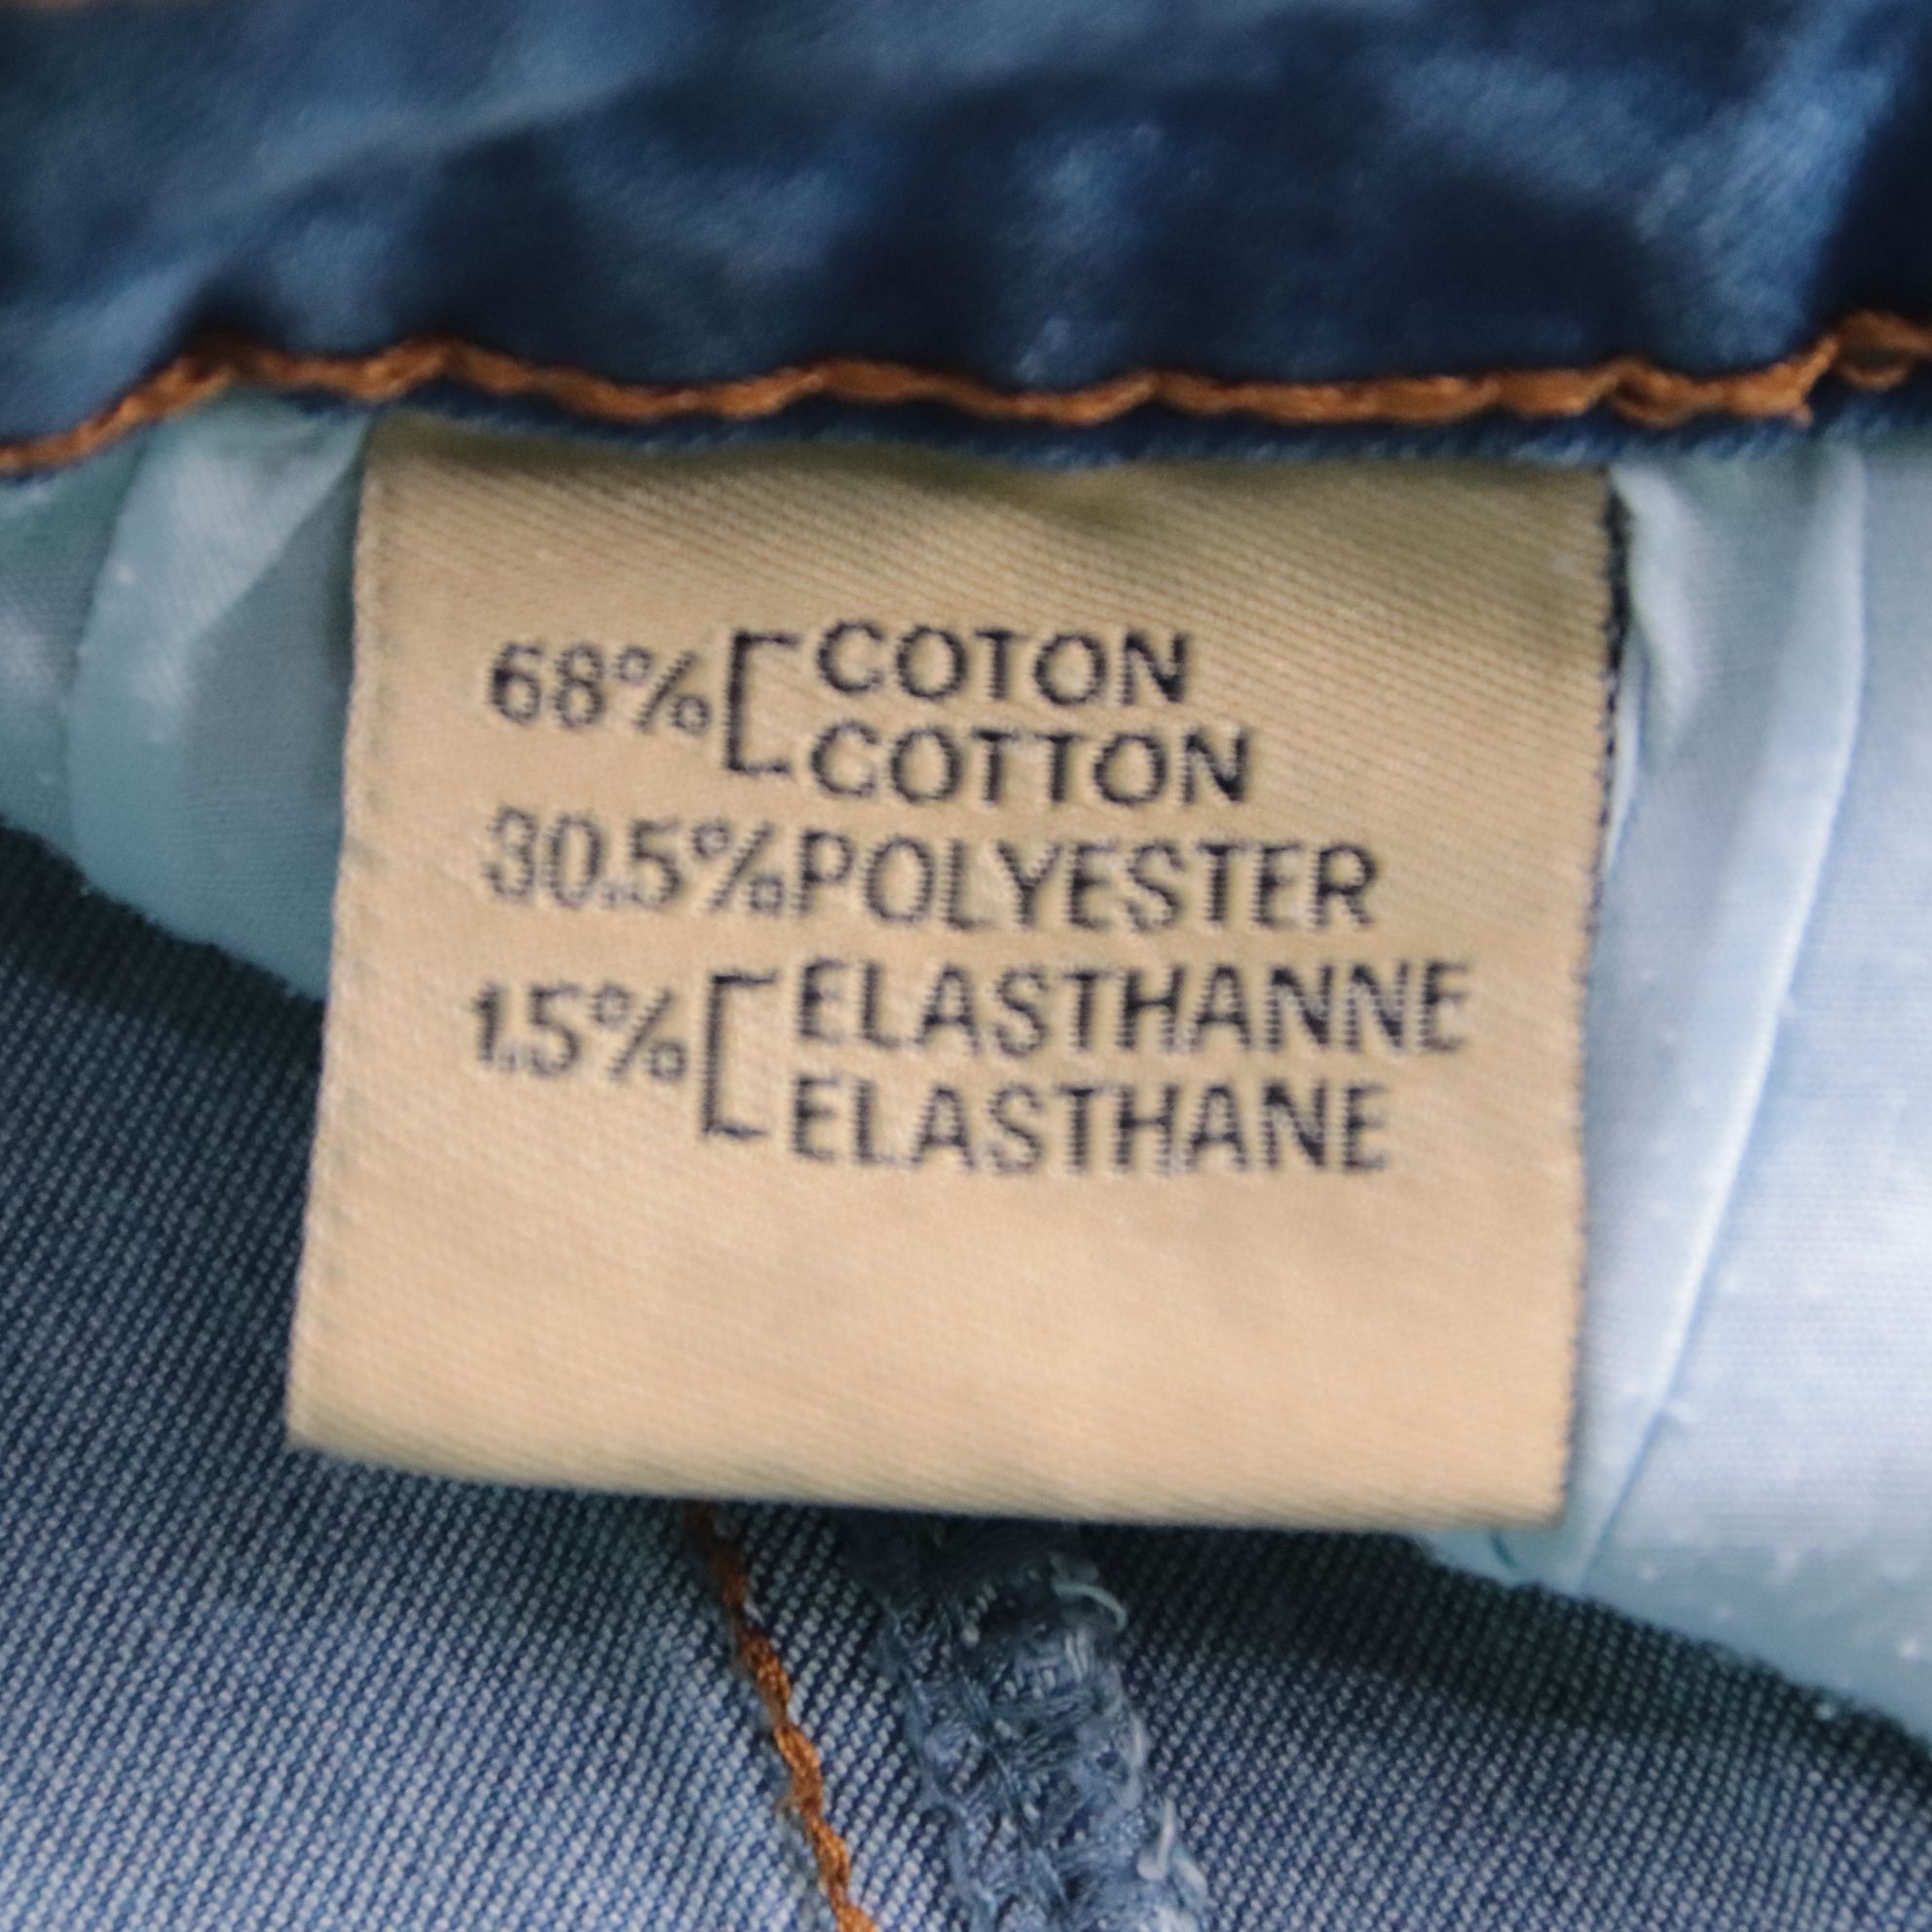 68% [ COTON
COTTON
30.5% POLYESTER
1.5% [ ELASTHANNE
ELASTHANE